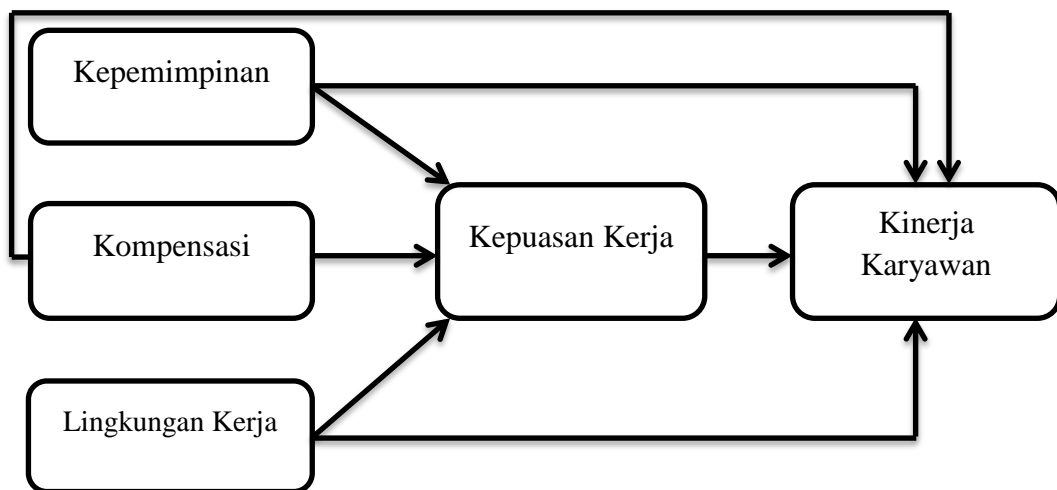 Kepemimpinan
Kompensasi
Lingkungan Kerja
Kepuasan Kerja
Kinerja
Karyawan